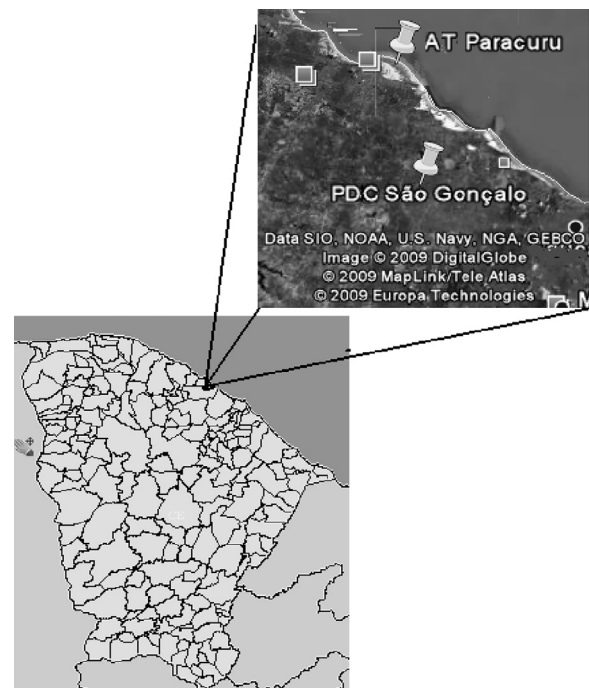 AT Paracuru
PDC São Gonçalo
Data SIO, NOAA, U.S. Navy, NGA, GEBCO
Image © 2009 DigitalGlobe
© 2009 MapLink/Tele Atlas
© 2009 Europa Technologies